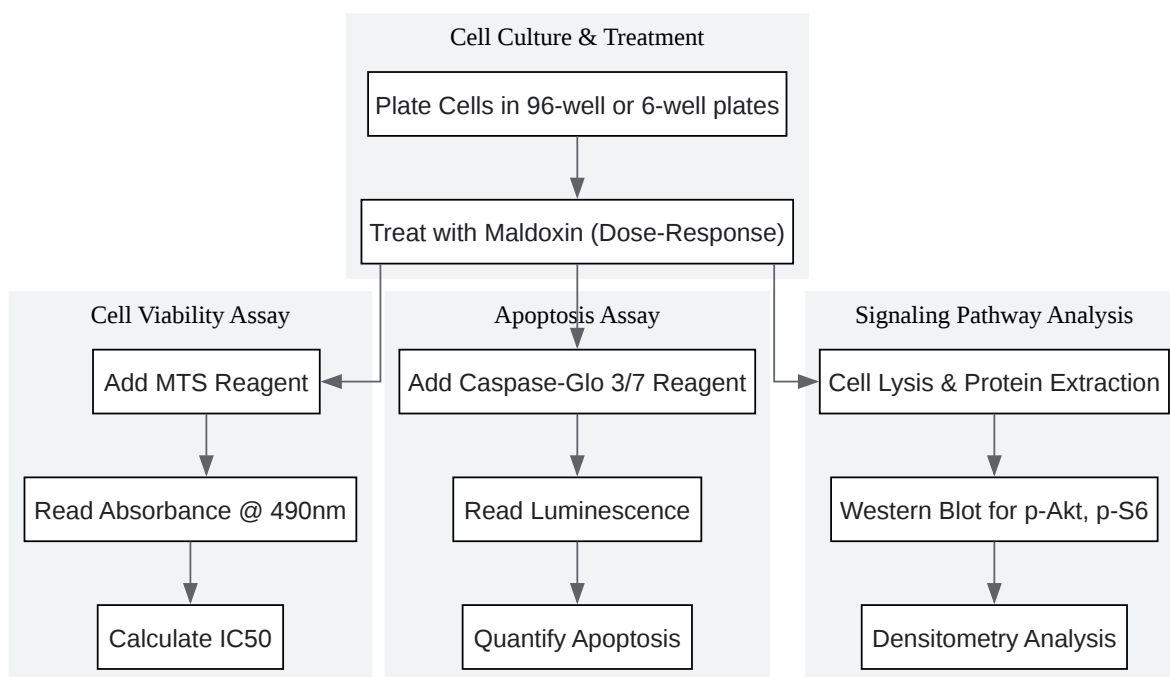 Cell Culture & Treatment
Plate Cells in 96-well or 6-well plates
Treat with Maldoxin (Dose-Response)
Cell Viability Assay
Add MTS Reagent
Read Absorbance @ 490nm
Calculate IC50
Apoptosis Assay
Add Caspase-Glo 3/7 Reagent
Read Luminescence
Quantify Apoptosis
Signaling Pathway Analysis
Cell Lysis & Protein Extraction
Western Blot for p-Akt, p-S6
Densitometry Analysis